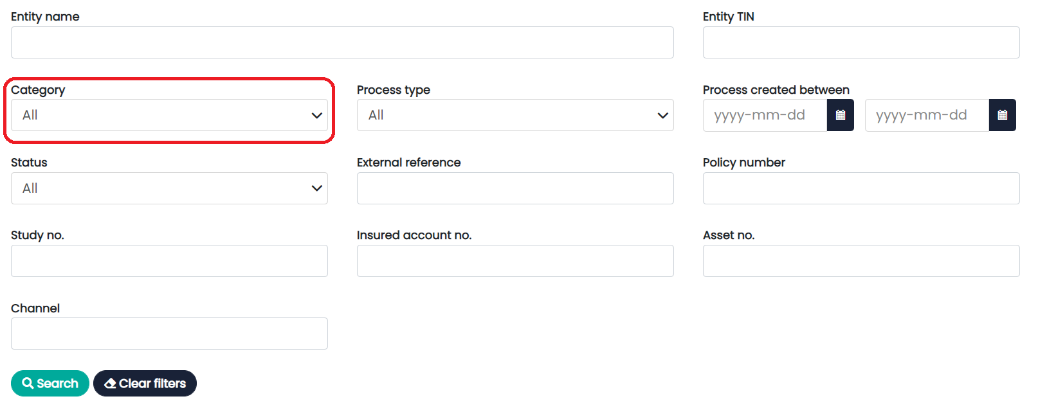 Entity name Entity TIN
Category Process type Process created between
All All yyyy-mm-dd yyyy-mm-dd
Status External reference Policy number
All
Study no. Insured account no. Asset no.
Channel
Search Clear filters